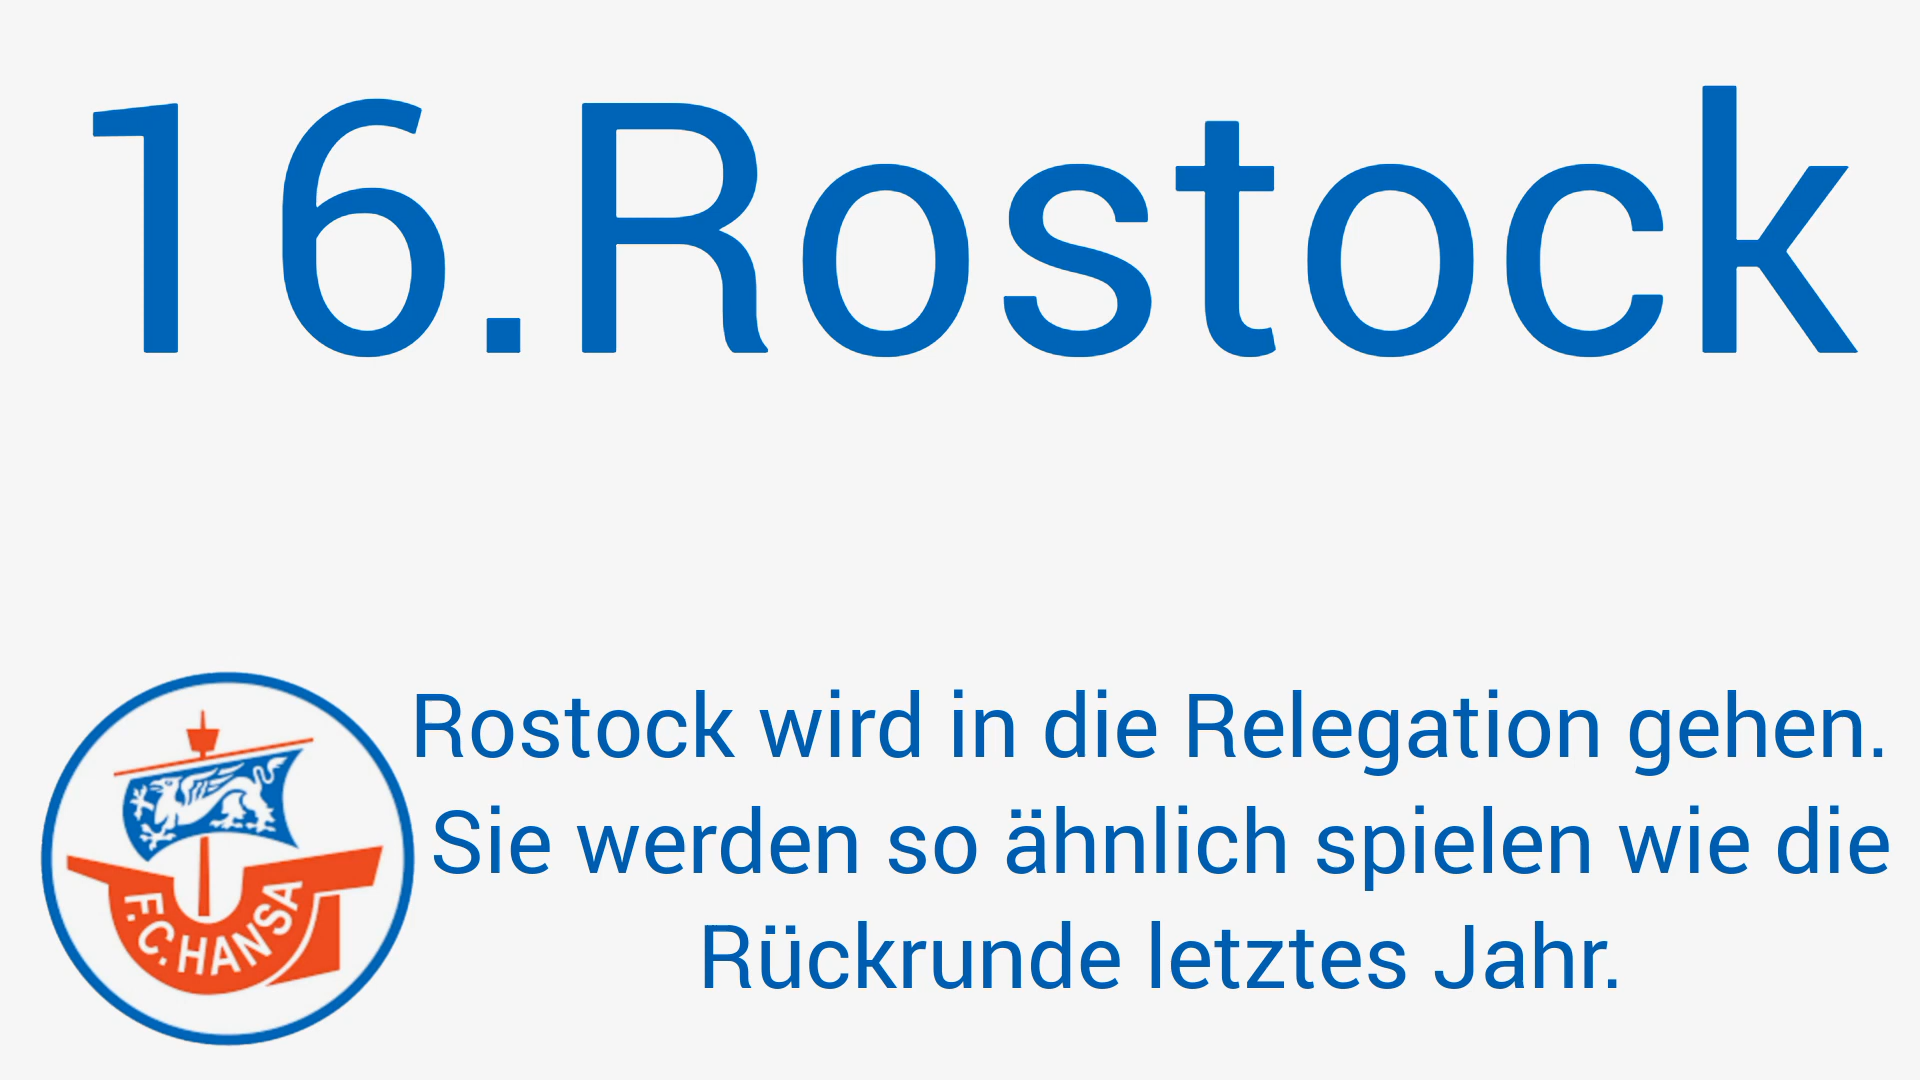 16.Rostock
Rostock wird in die Relegation gehen.
Sie werden so ähnlich spielen wie die
Rückrunde letztes Jahr.
F.C.HANSA